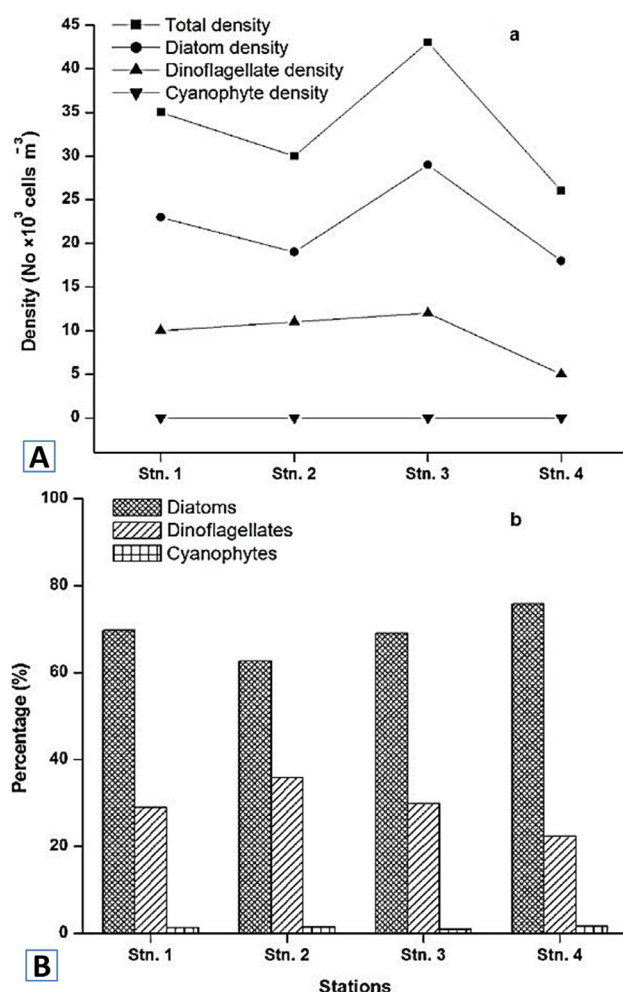 45
40
35
30
25
20
15
10
5
0
Density (No ×10³ cells m⁻³)
Total density
Diatom density
Dinoflagellate density
Cyanophyte density
a
A
Stn. 1 Stn. 2 Stn. 3 Stn. 4
100
80
60
40
20
0
Percentage (%)
Diatoms
Dinoflagellates
Cyanophytes
b
B
Stn. 1 Stn. 2 Stn. 3 Stn. 4
Stations